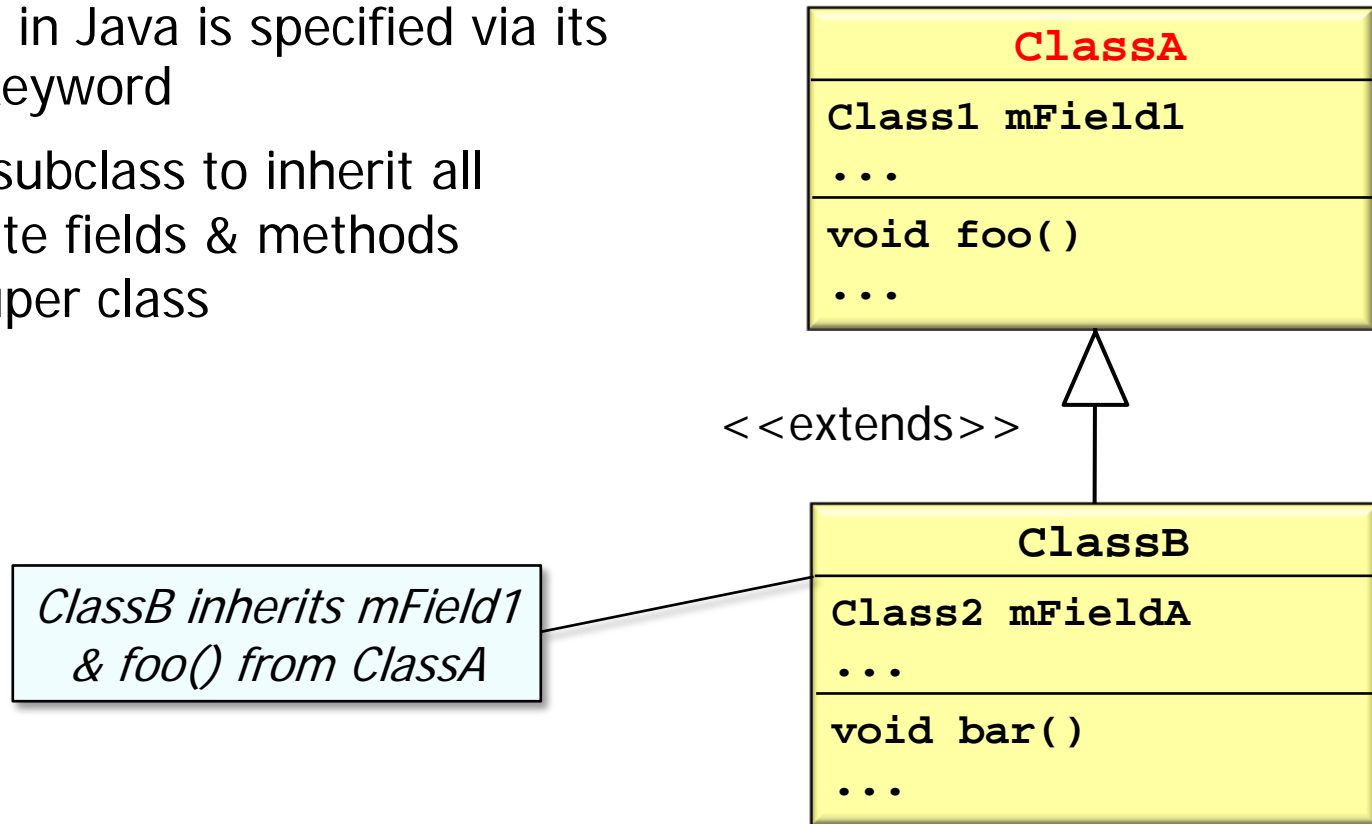 in Java is specified via its
eyword
subclass to inherit all
te fields & methods
per class
ClassA
Class1 mField1
...
void foo()
...
<<extends>>
ClassB
Class2 mFieldA
...
void bar()
...
ClassB inherits mField1
& foo() from ClassA